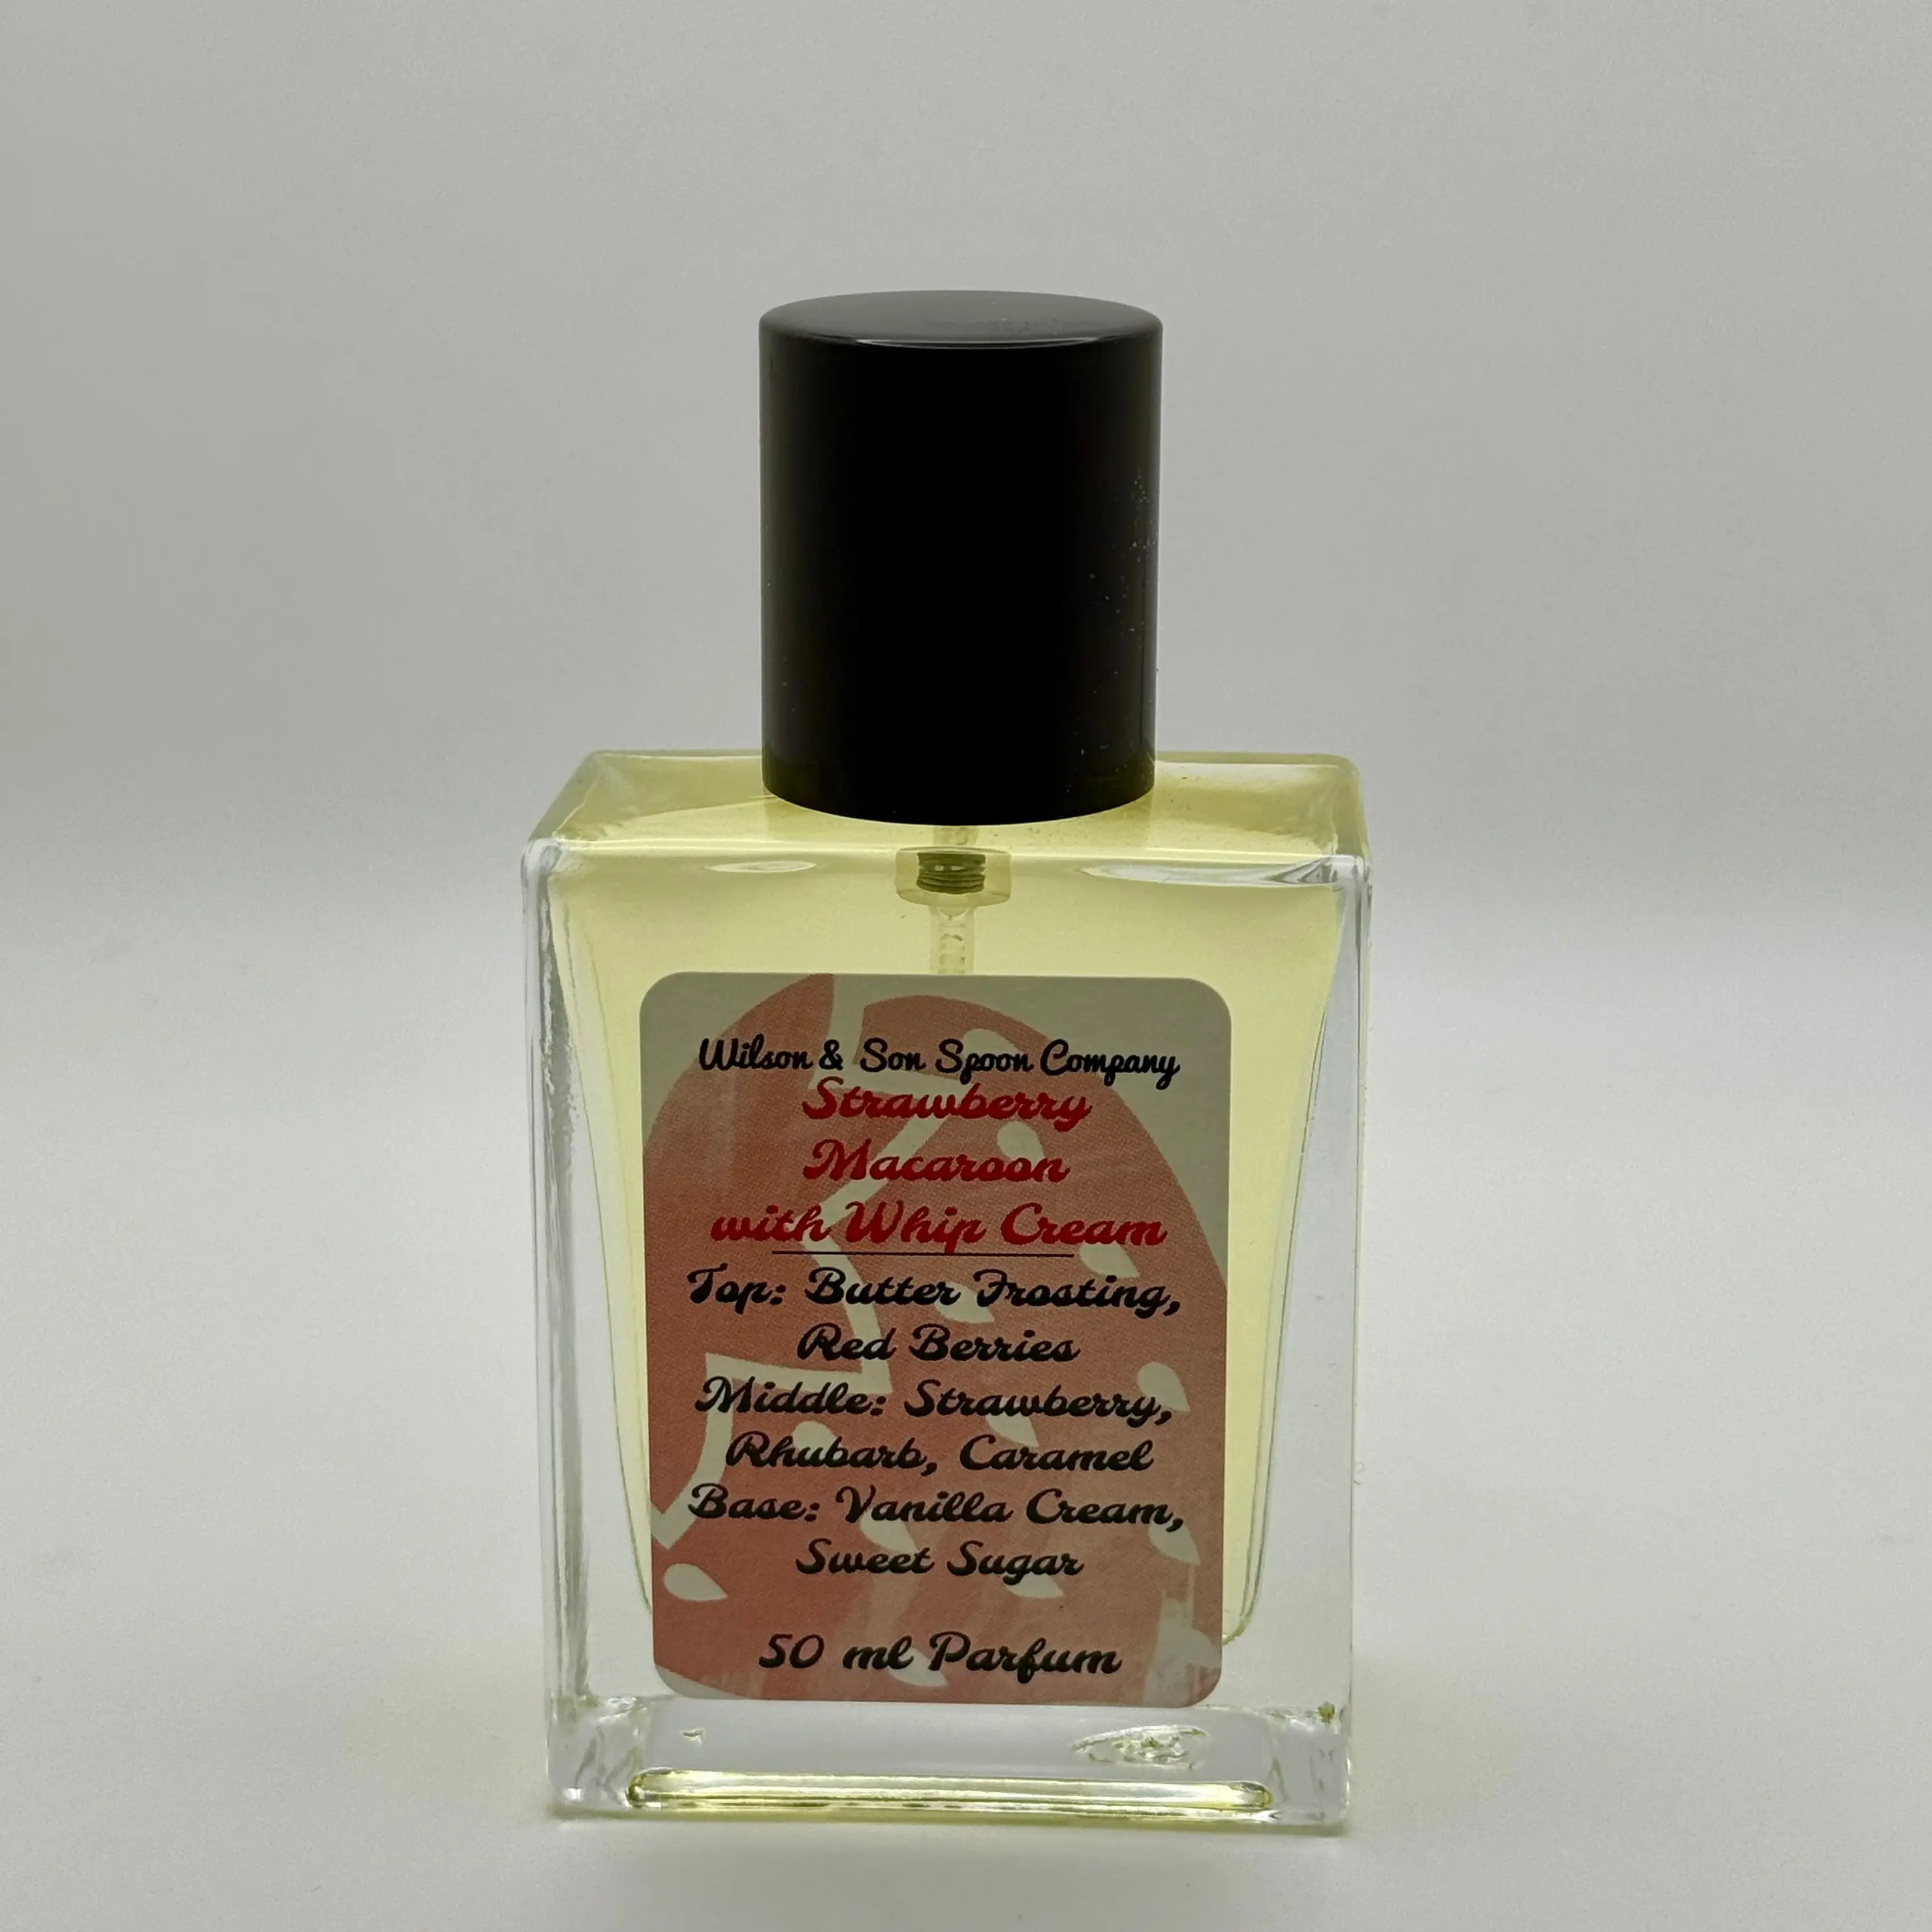 Wilson & Son Spoon Company
Strawberry
Macaroon
with Whip Cream
Top: Butter Frosting,
Red Berries
Middle: Strawberry,
Rhubarb, Caramel
Base: Vanilla Cream,
Sweet Sugar
50 ml Parfum